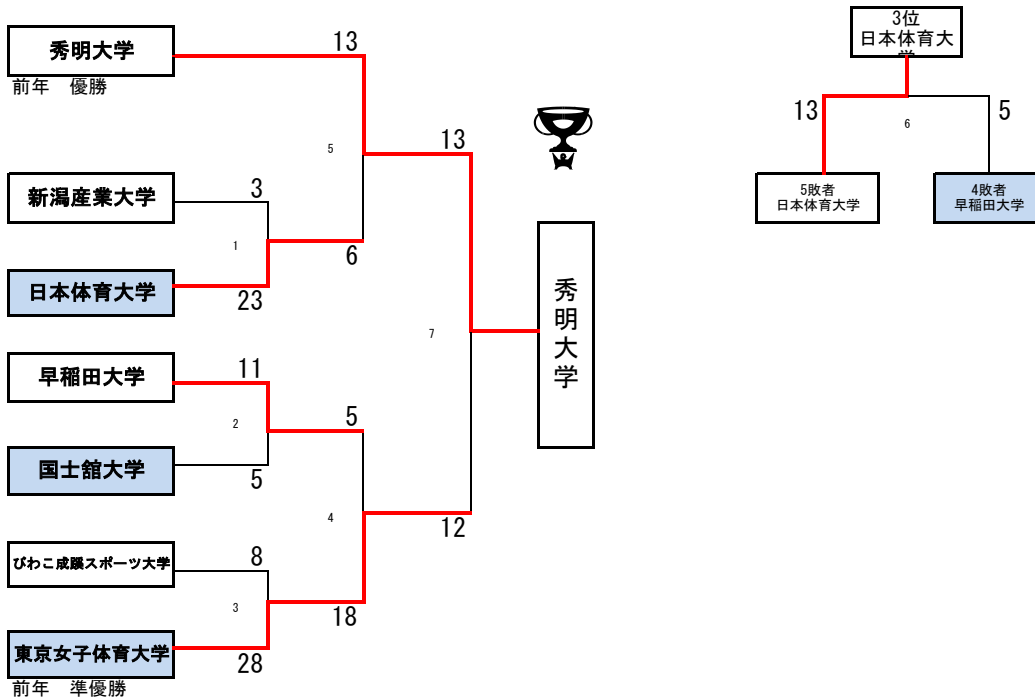 秀明大学
前年 優勝
13
5
13
新潟産業大学
3
1
6
日本体育大学
23
早稲田大学
11
2
5
国士舘大学
5
7
秀明大学
4
12
びわこ成蹊スポーツ大学
8
3
18
東京女子体育大学
28
前年 準優勝
3位
日本体育大
学
13
6
5
5敗者
日本体育大学
4敗者
早稲田大学